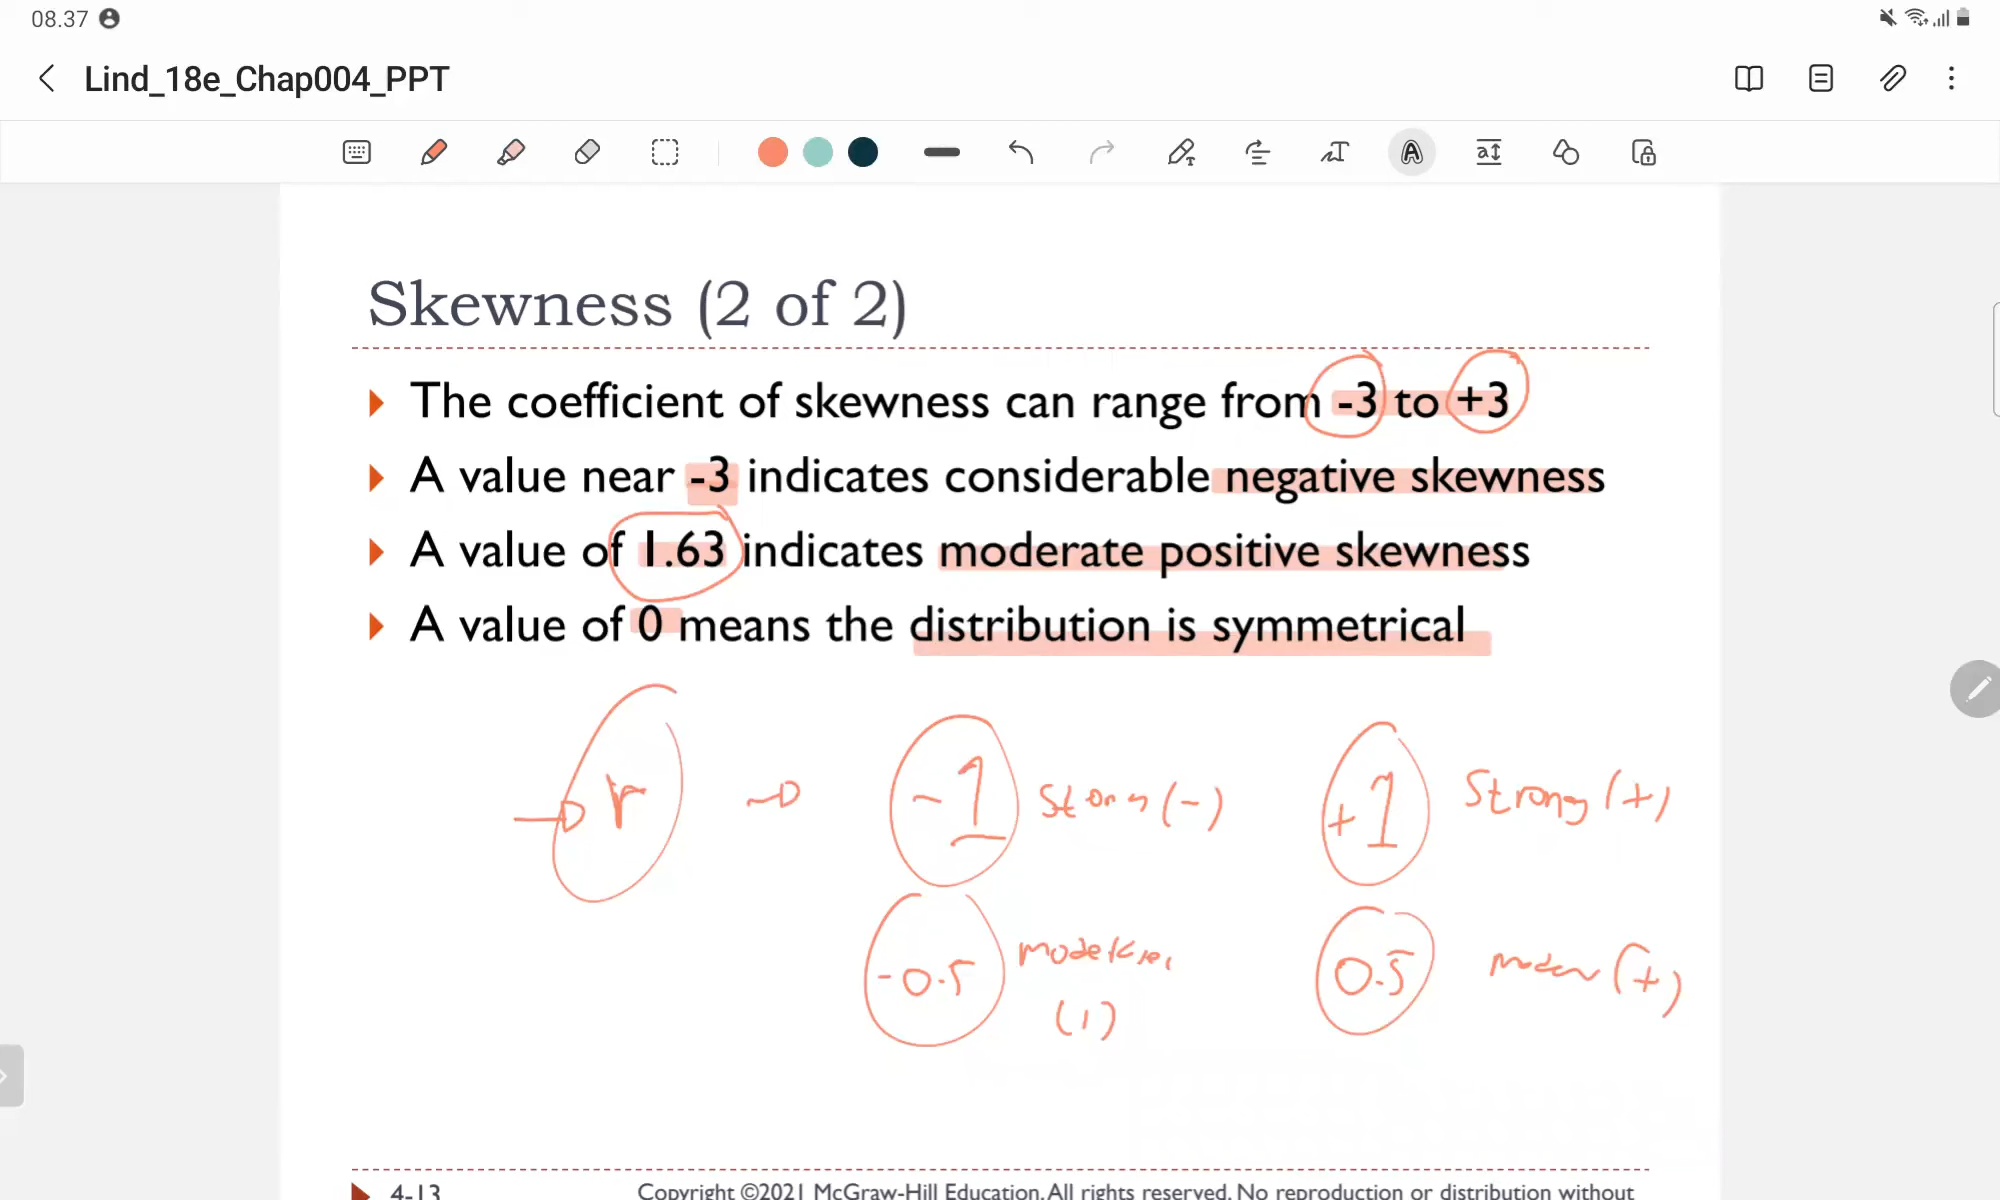 08.37
Lind_18e_Chap004_PPT
Skewness (2 of 2)
The coefficient of skewness can range from -3 to +3
A value near -3 indicates considerable negative skewness
A value of 1.63 indicates moderate positive skewness
A value of 0 means the distribution is symmetrical
r -1 (-) +1 Strong (+)
-0.5 0.5 (+)
4-13 Copyright ©2021 McGraw-Hill Education. All rights reserved. No reproduction or distribution without